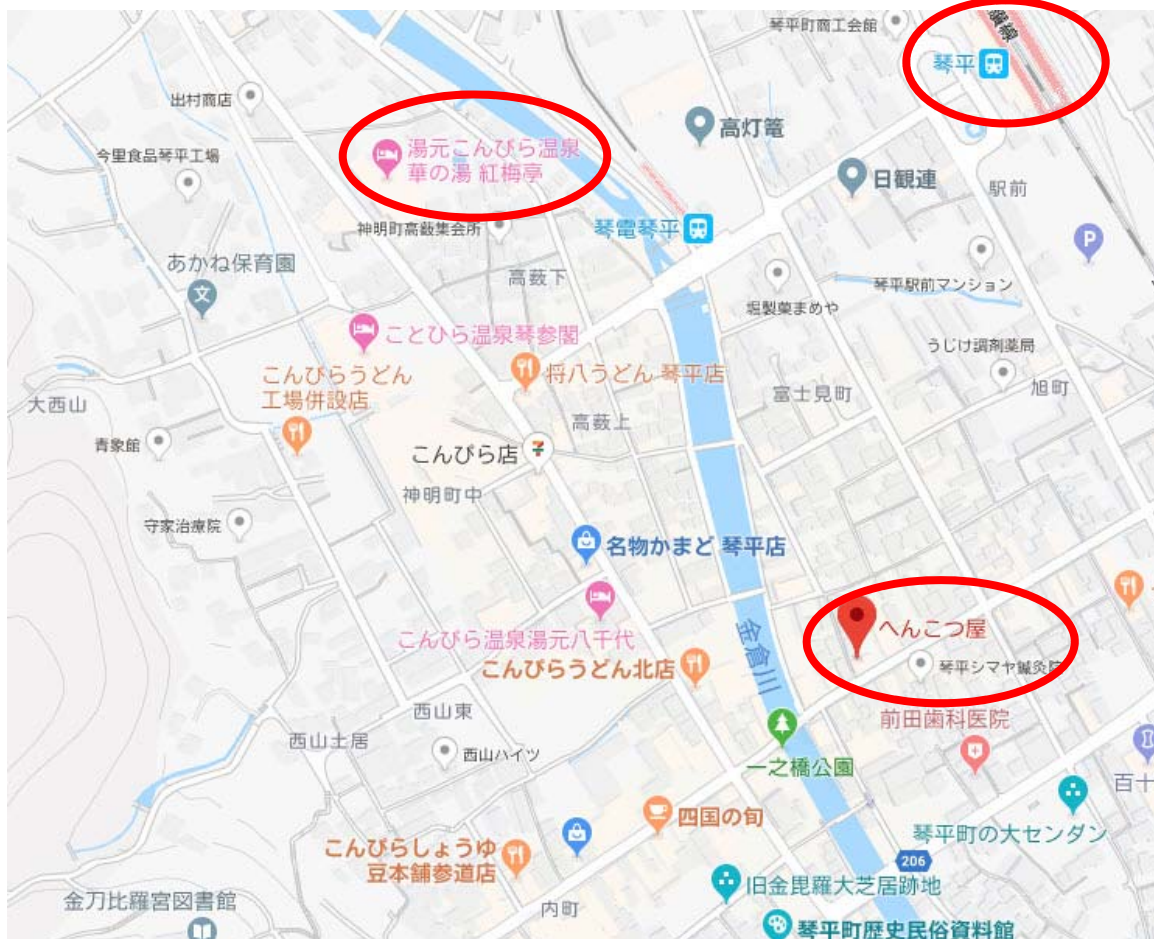 琴平町商工会館
讃線
琴平
出村商店
湯元こんぴら温泉
華の湯 紅梅亭
高灯篭
今里食品琴平工場
日観連
駅前
神明町高薮集会所
琴電琴平
P
あかね保育園
文
高薮下
琴平駅前マンション
堀製菓まめや
ことひら温泉琴参閣
うじけ調剤薬局
こんぴらうどん
工場併設店
将八うどん 琴平店
富士見町
旭町
大西山
高薮上
青象館
こんぴら店
7
神明町中
守家治療院
名物かまど 琴平店
こんぴら温泉湯元八千代
金倉川
へんこつ屋
こんぴらうどん北店
琴平シマヤ鍼灸院
西山東
前田歯科医院
西山土居
西山ハイツ
一之橋公園
百十
四国の旬
琴平町の大センダン
こんぴらしょうゆ
豆本舗参道店
206
旧金毘羅大芝居跡地
金刀比羅宮図書館
内町
琴平町歴史民俗資料館